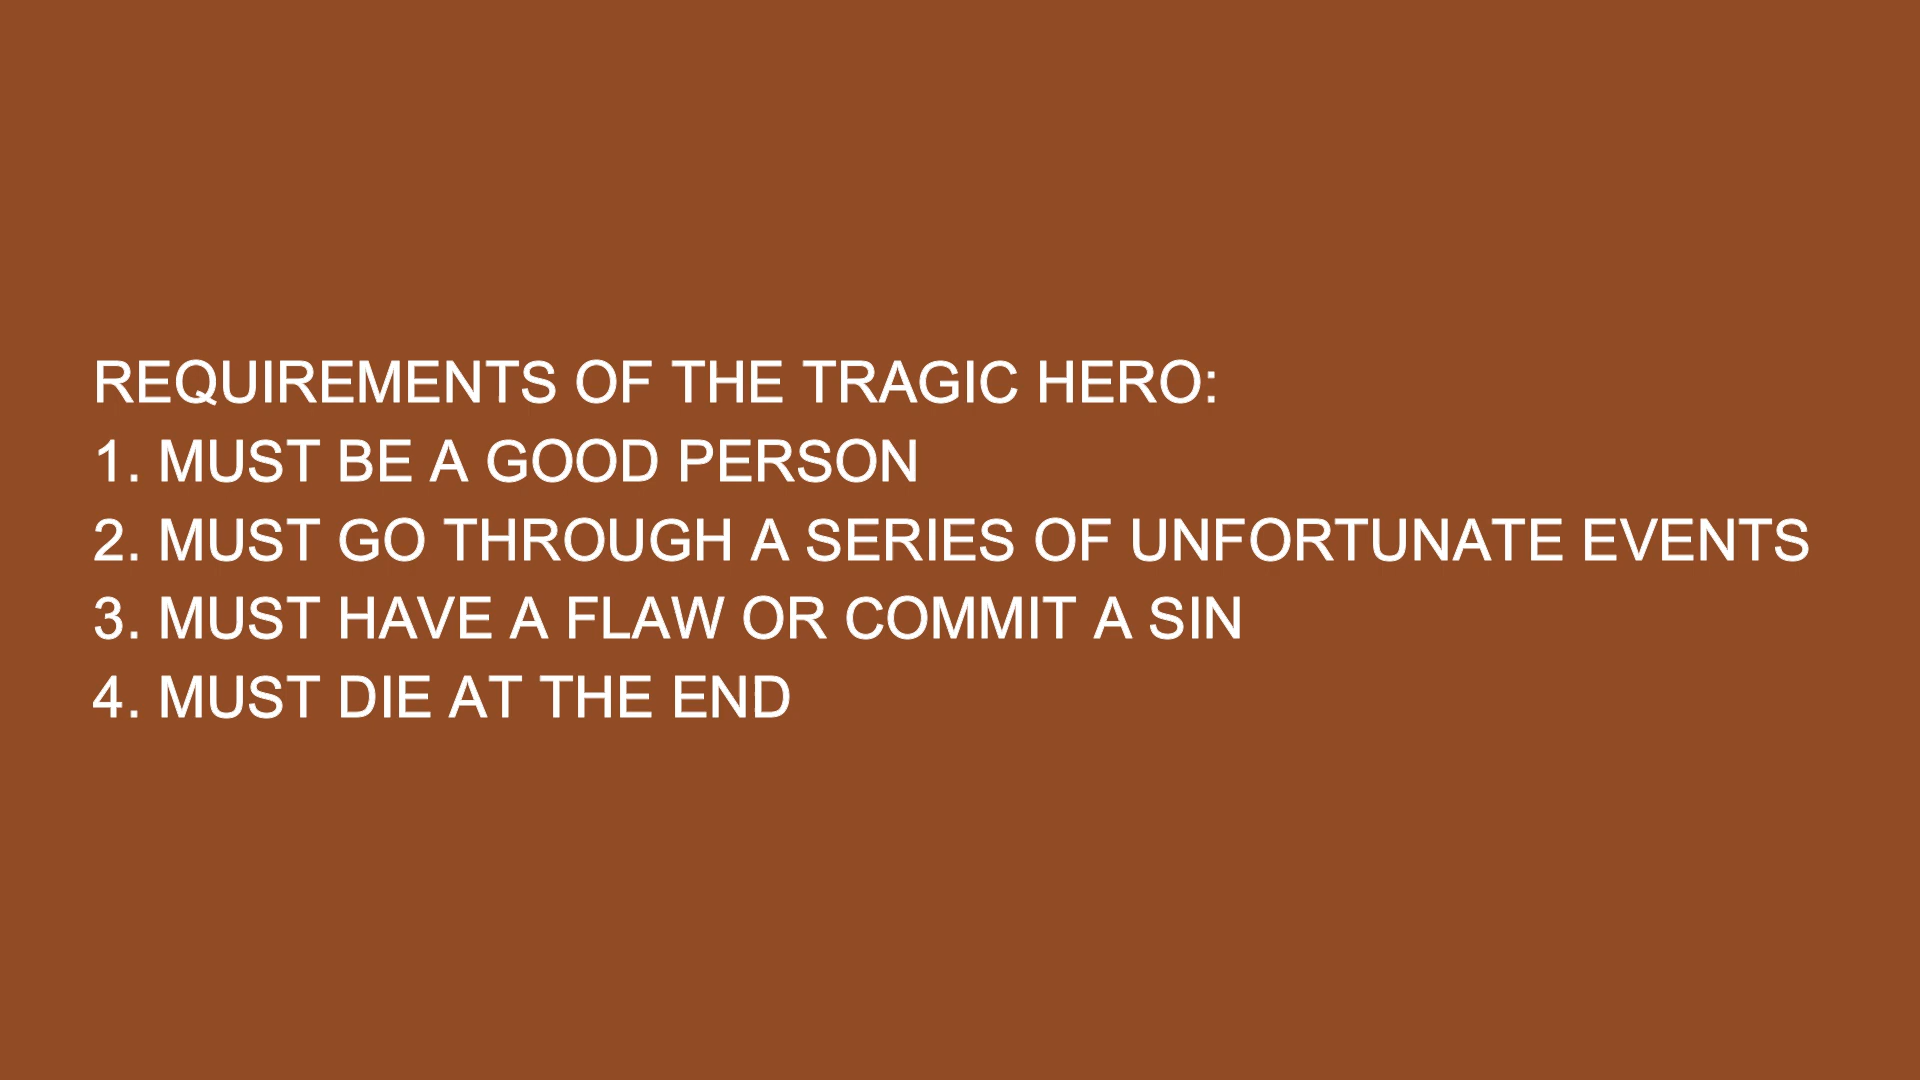 REQUIREMENTS OF THE TRAGIC HERO:
1. MUST BE A GOOD PERSON
2. MUST GO THROUGH A SERIES OF UNFORTUNATE EVENTS
3. MUST HAVE A FLAW OR COMMIT A SIN
4. MUST DIE AT THE END